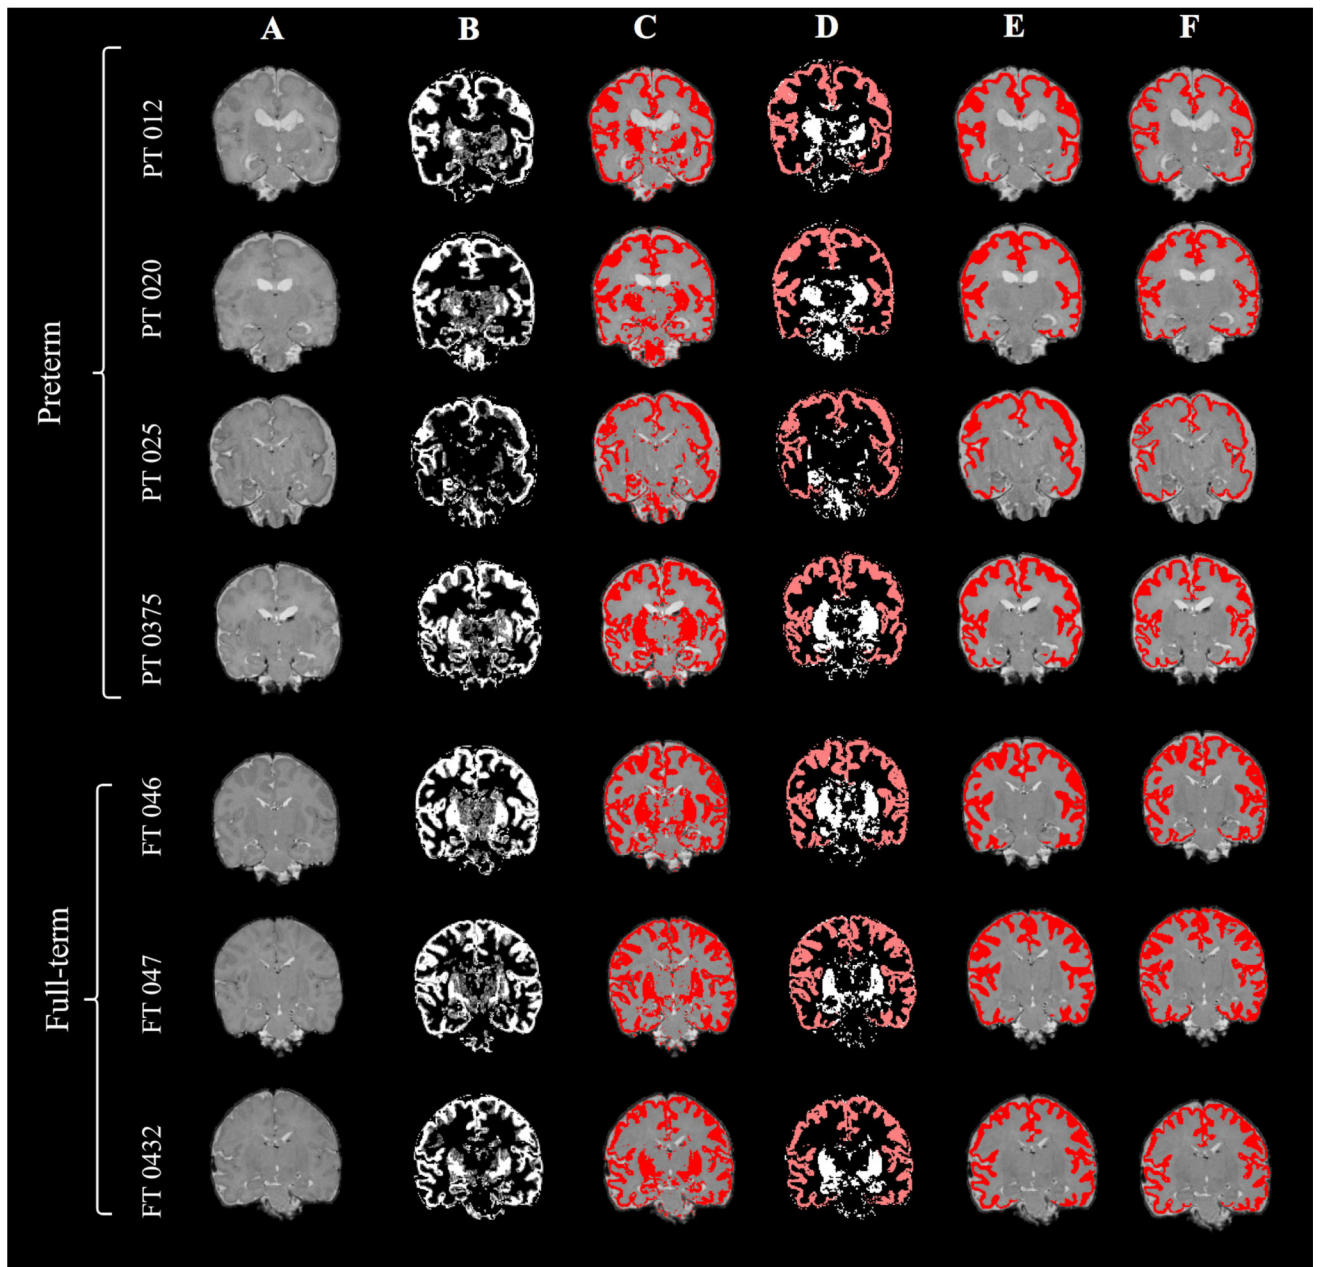 A B C D E F
Preterm
PT 012
PT 020
PT 025
PT 0375
Full-term
FT 046
FT 047
FT 0432